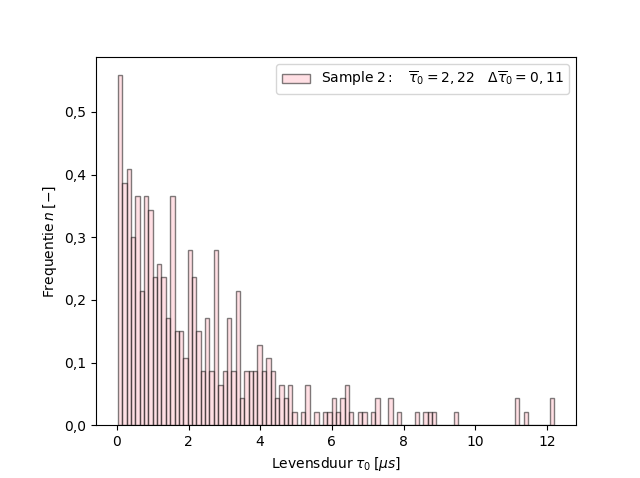 Sample 2 : τ̅₀ = 2, 22 Δτ̅₀ = 0, 11
0,5
0,4
0,3
0,2
0,1
0,0
Frequentie n [−]
0 2 4 6 8 10 12
Levensduur τ₀ [μs]